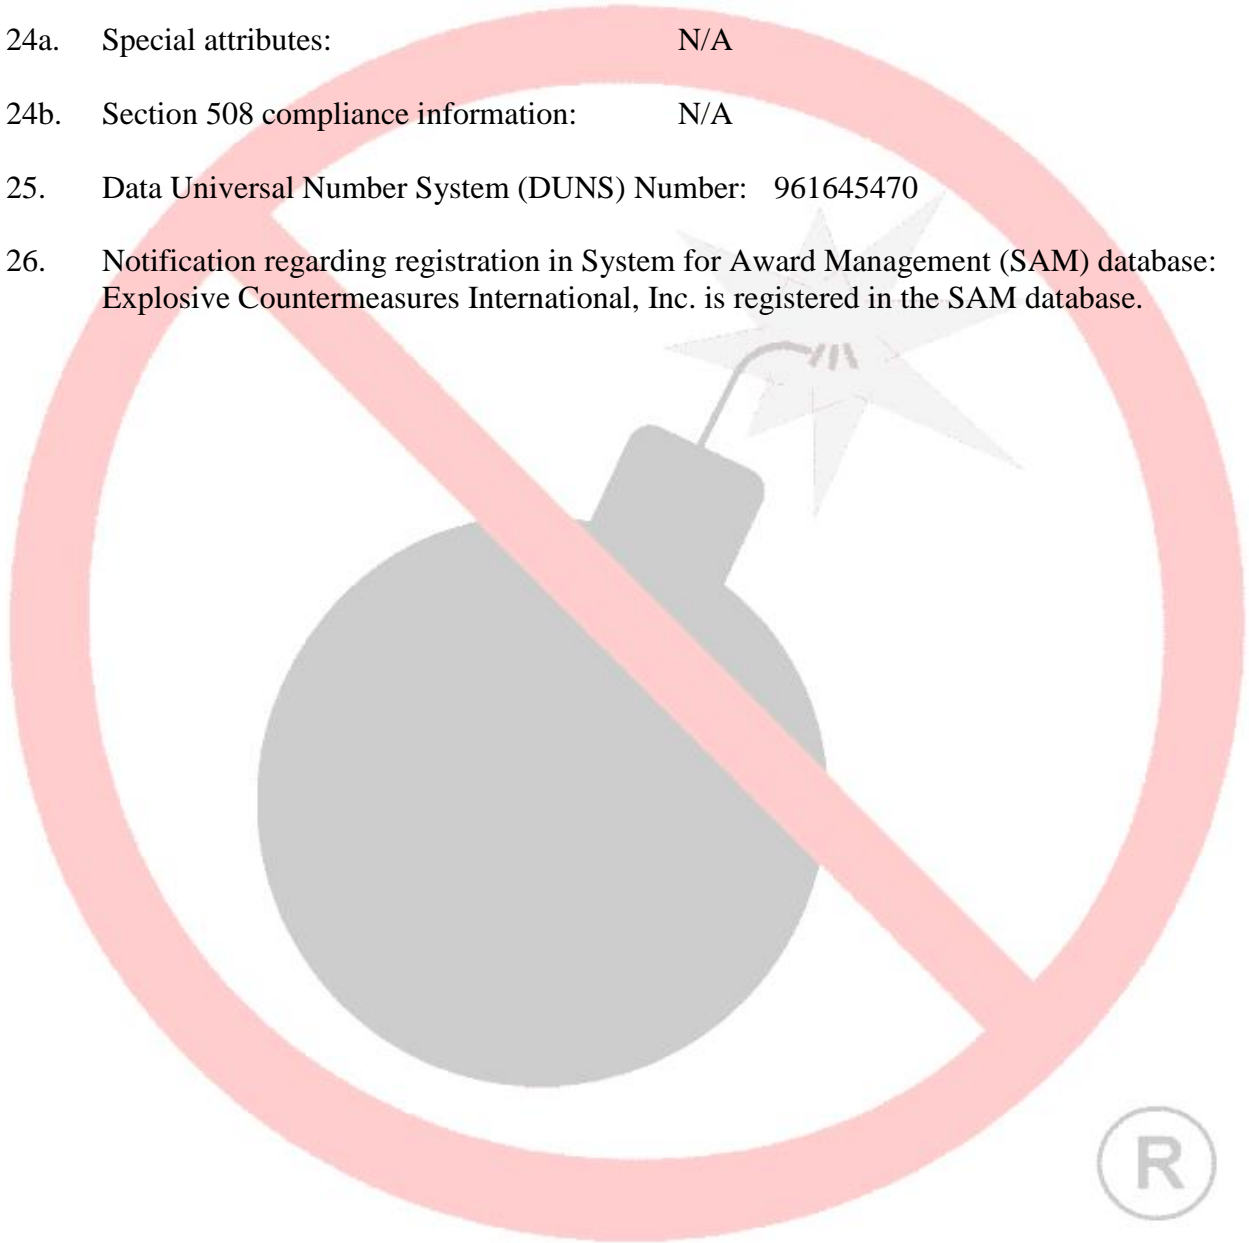 24a. Special attributes: N/A
24b. Section 508 compliance information: N/A
25. Data Universal Number System (DUNS) Number: 961645470
26. Notification regarding registration in System for Award Management (SAM) database:
Explosive Countermeasures International, Inc. is registered in the SAM database.
R